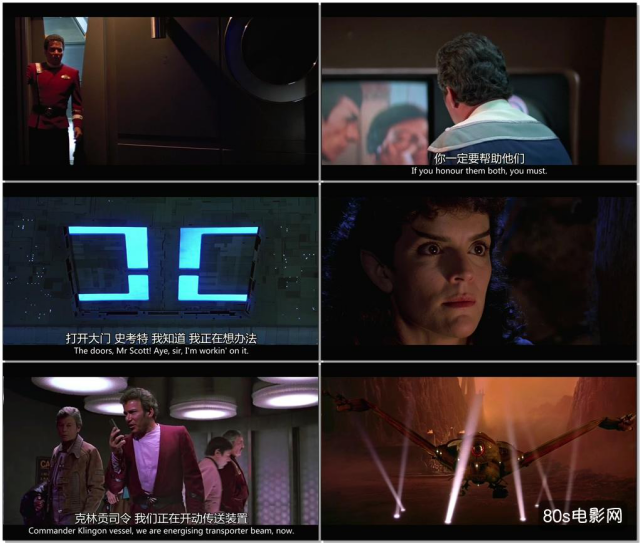 你一定要帮助他们
If you honour them both, you must.
打开大门 史考特 我知道 我正在想办法
The doors, Mr Scott! Aye, sir, I'm workin' on it.
克林贡司令 我们正在开动传送装置
Commander Klingon vessel, we are energising transporter beam, now.
80s电影网